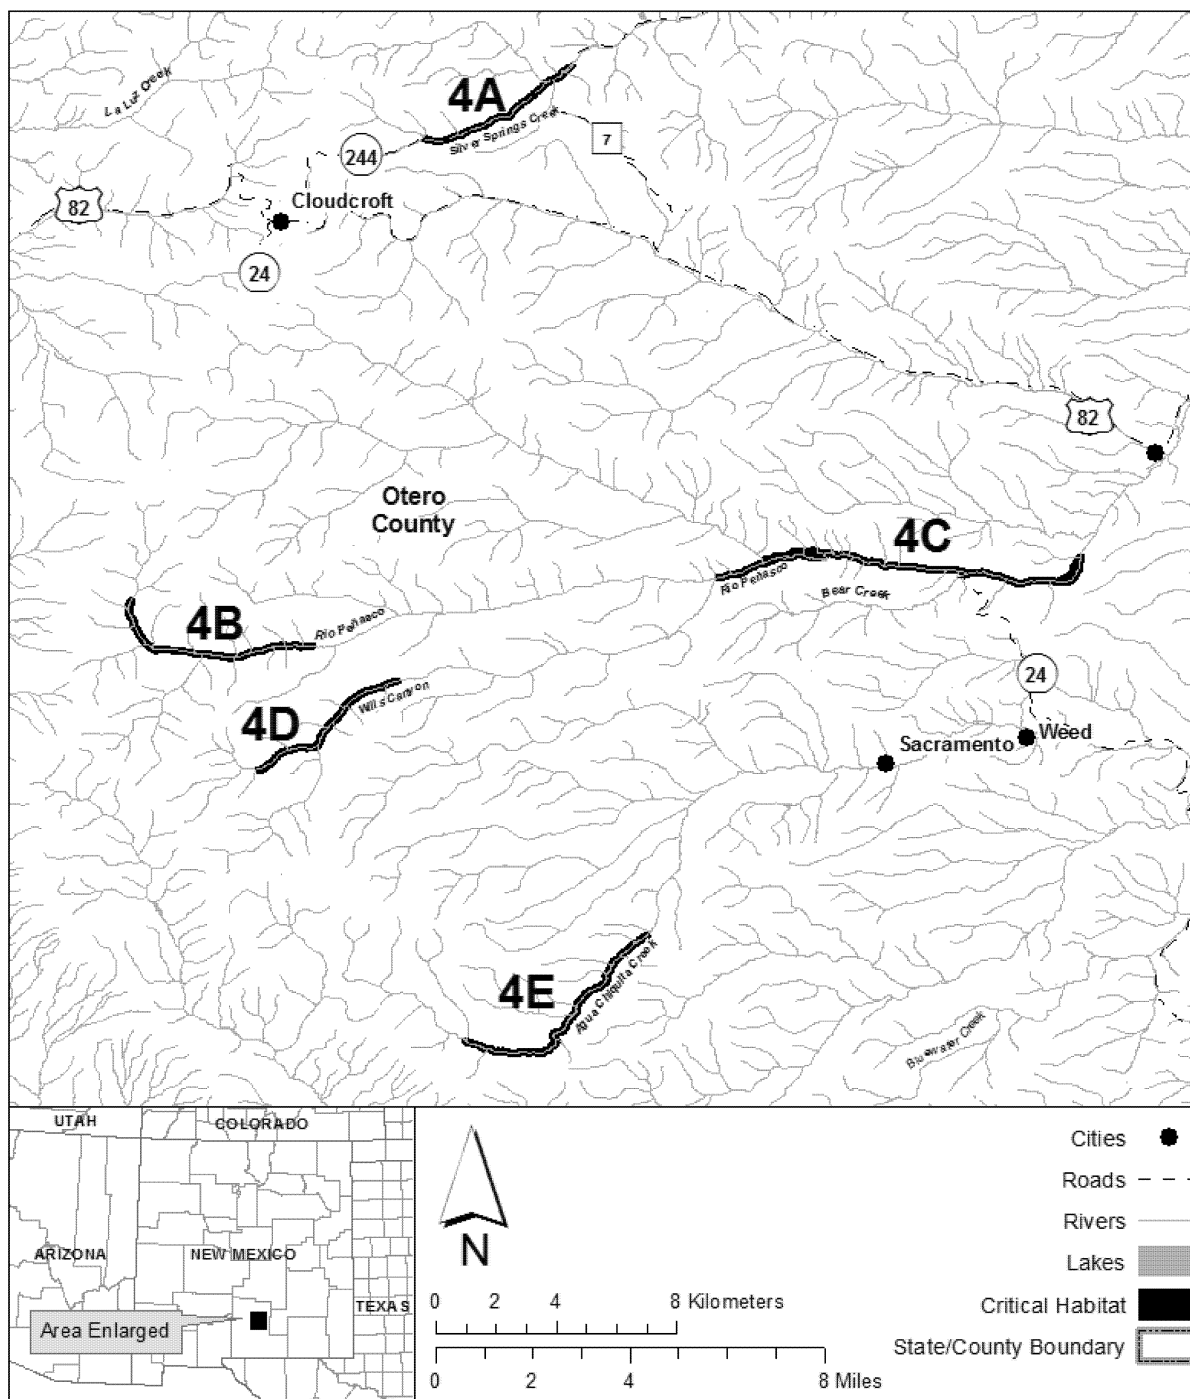 4A
La Luz Creek
Silver Springs Creek
7
244
82
Cloudcroft
24
82
Otero
County
4C
Rio Peñasco
Bear Creek
4B
Rio Peñasco
24
Wills Canyon
4D
Weed
Sacramento
4E
Agua Chiquita Creek
Bluewater Creek
UTAH
COLORADO
ARIZONA
NEW MEXICO
TEXAS
Area Enlarged
N
0 2 4 8 Kilometers
0 2 4 8 Miles
Cities
Roads
Rivers
Lakes
Critical Habitat
State/County Boundary